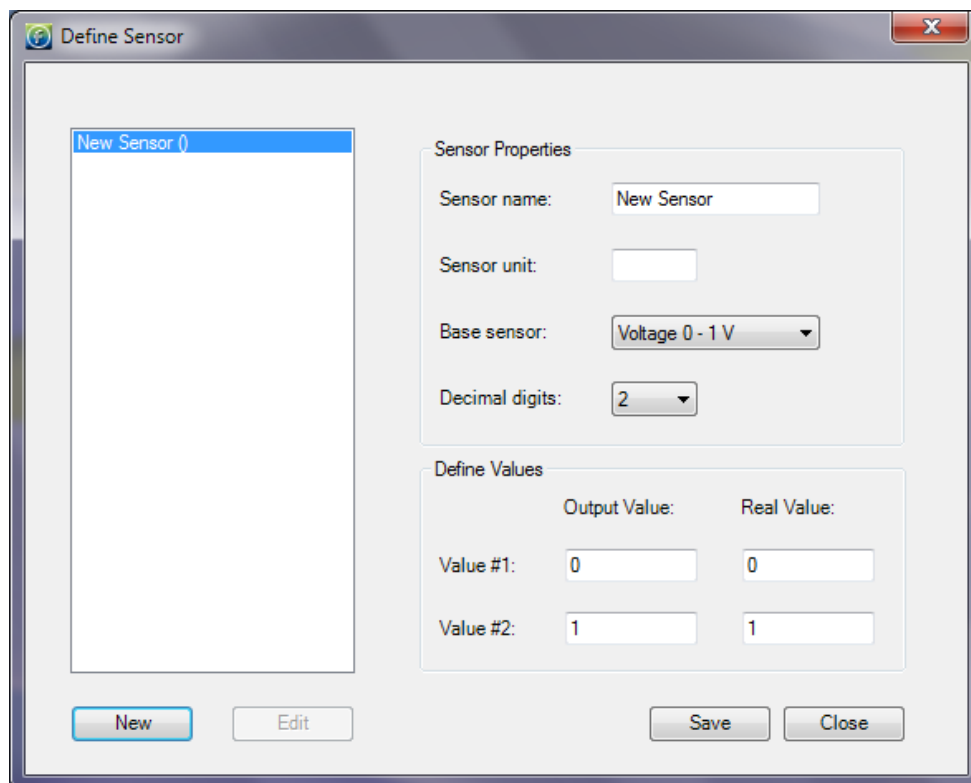 Define Sensor
New Sensor ()
Sensor Properties
Sensor name: New Sensor
Sensor unit:
Base sensor: Voltage 0 - 1 V
Decimal digits: 2
Define Values
Output Value: Real Value:
Value #1: 0 0
Value #2: 1 1
New Edit Save Close